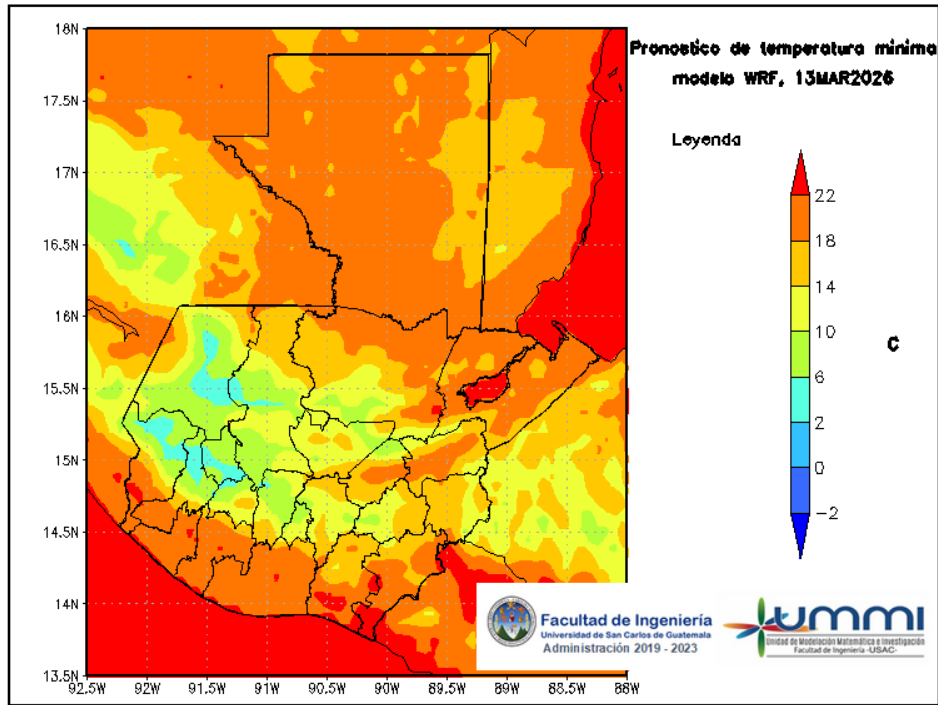 Pronostico de temperatura minima
modelo WRF, 13MAR2026
Leyenda
22
18
14
10
6
2
0
-2
C
18N
17.5N
17N
16.5N
16N
15.5N
15N
14.5N
14N
13.5N
92.5W
92W
91.5W
91W
90.5W
90W
89.5W
89W
88.5W
88W
Facultad de Ingeniería
Universidad de San Carlos de Guatemala
Administración 2019 - 2023
UMMI
Unidad de Modelación Matemática e Investigación
Facultad de Ingeniería -USAC-